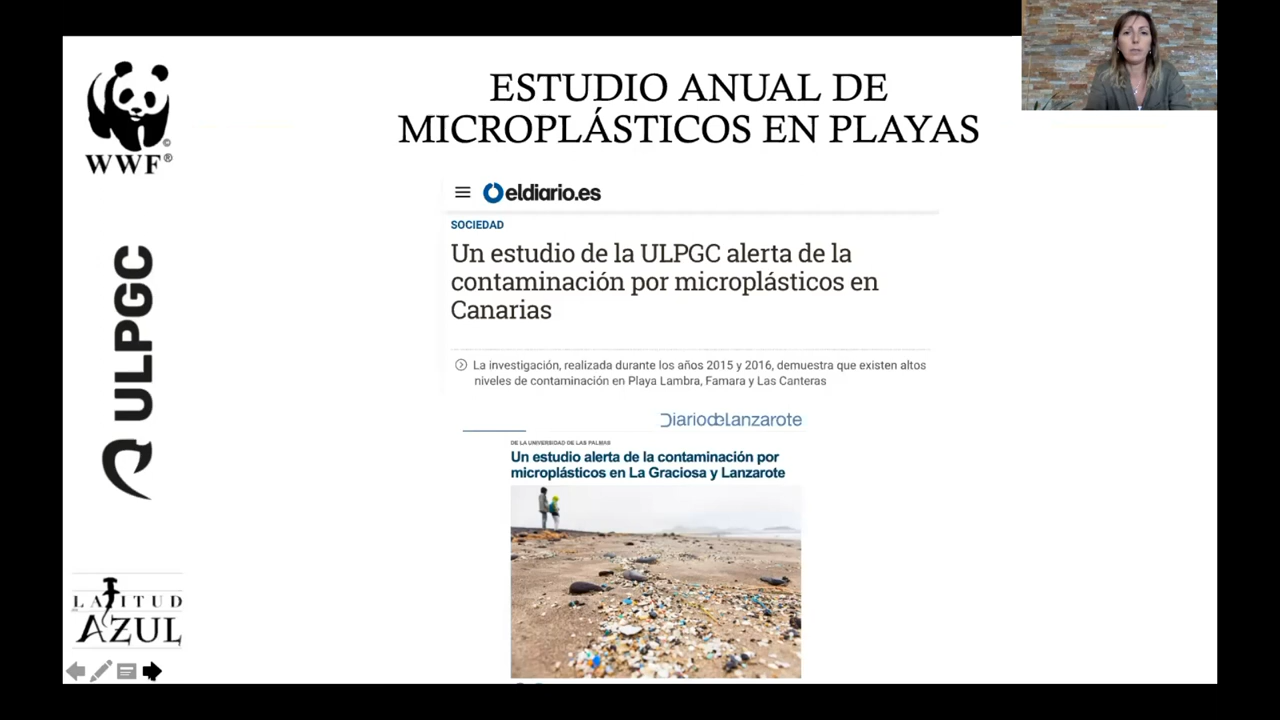 ESTUDIO ANUAL DE
MICROPLÁSTICOS EN PLAYAS
WWF®
©
eldiario.es
SOCIEDAD
Un estudio de la ULPGC alerta de la
contaminación por microplásticos en
Canarias
La investigación, realizada durante los años 2015 y 2016, demuestra que existen altos
niveles de contaminación en Playa Lambra, Famara y Las Canteras
ULPGC
DiariodeLanzarote
DE LA UNIVERSIDAD DE LAS PALMAS
Un estudio alerta de la contaminación por
microplásticos en La Graciosa y Lanzarote
LATITUD
AZUL